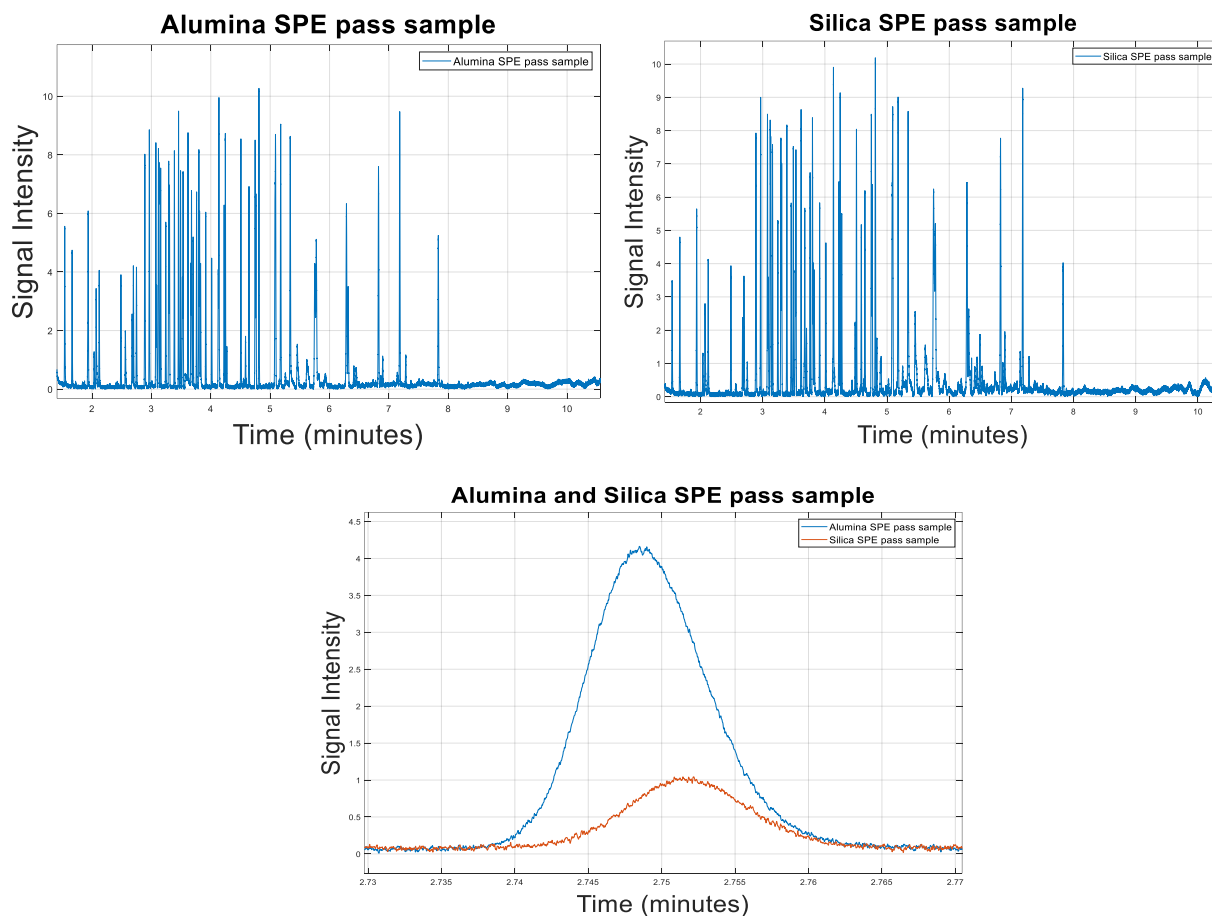 Alumina SPE pass sample
Alumina SPE pass sample
Signal Intensity
10
8
6
4
2
0
2 3 4 5 6 7 8 9 10
Time (minutes)
Silica SPE pass sample
Silica SPE pass sample
Signal Intensity
10
9
8
7
6
5
4
3
2
1
0
2 3 4 5 6 7 8 9 10
Time (minutes)
Alumina and Silica SPE pass sample
Alumina SPE pass sample
Silica SPE pass sample
Signal Intensity
4.5
4
3.5
3
2.5
2
1.5
1
0.5
0
2.73 2.735 2.74 2.745 2.75 2.755 2.76 2.765 2.77
Time (minutes)